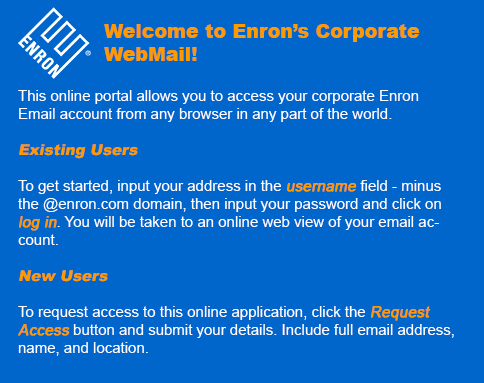 ENRON®
Welcome to Enron's Corporate
WebMail!
This online portal allows you to access your corporate Enron
Email account from any browser in any part of the world.
Existing Users
To get started, input your address in the username field - minus
the @enron.com domain, then input your password and click on
log in. You will be taken to an online web view of your email ac-
count.
New Users
To request access to this online application, click the Request
Access button and submit your details. Include full email address,
name, and location.